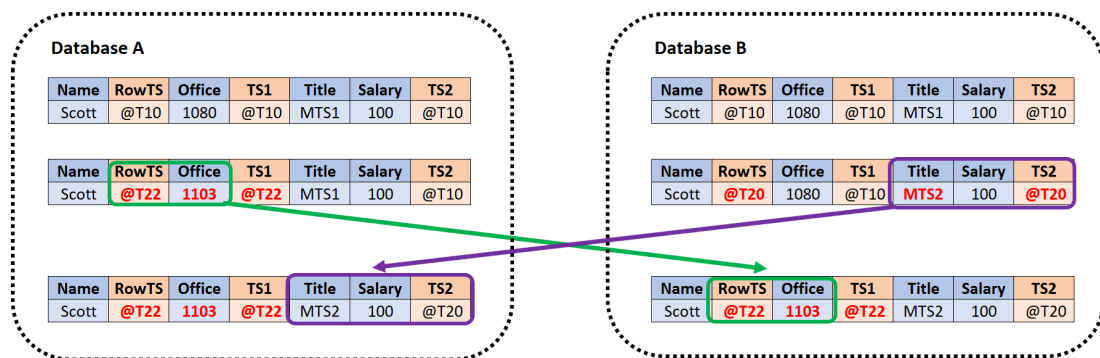 Database A
Name RowTS Office TS1 Title Salary TS2
Scott @T10 1080 @T10 MTS1 100 @T10
Name RowTS Office TS1 Title Salary TS2
Scott @T22 1103 @T22 MTS1 100 @T10
Name RowTS Office TS1 Title Salary TS2
Scott @T22 1103 @T22 MTS2 100 @T20
Database B
Name RowTS Office TS1 Title Salary TS2
Scott @T10 1080 @T10 MTS1 100 @T10
Name RowTS Office TS1 Title Salary TS2
Scott @T20 1080 @T10 MTS2 100 @T20
Name RowTS Office TS1 Title Salary TS2
Scott @T22 1103 @T22 MTS2 100 @T20